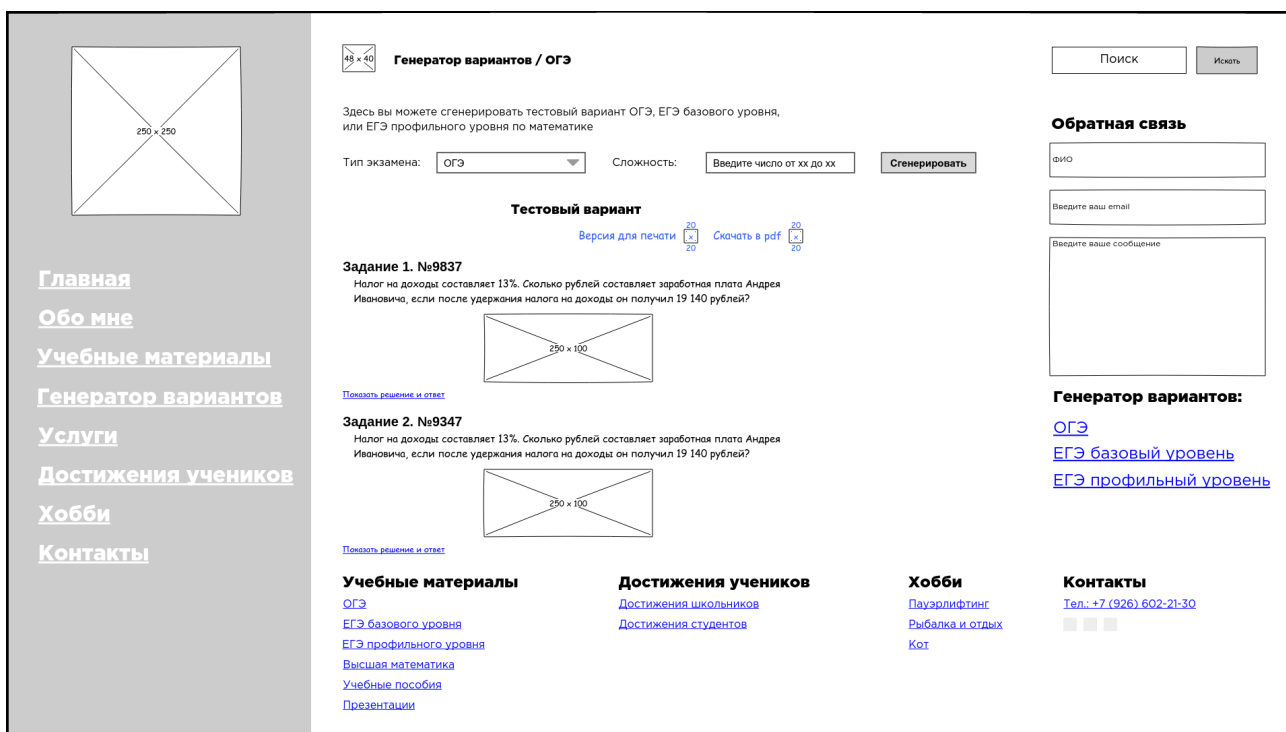 250 x 250
Главная
Обо мне
Учебные материалы
Генератор вариантов
Услуги
Достижения учеников
Хобби
Контакты
48 x 40
Генератор вариантов / ОГЭ
Здесь вы можете сгенерировать тестовый вариант ОГЭ, ЕГЭ базового уровня,
или ЕГЭ профильного уровня по математике
Тип экзамена: ОГЭ Сложность: Введите число от xx до xx Сгенерировать
Тестовый вариант
Версия для печати 20 x 20 Скачать в pdf 20 x 20
Задание 1. №9837
Налог на доходы составляет 13%. Сколько рублей составляет заработная плата Андрея
Ивановича, если после удержания налога на доходы он получил 19 140 рублей?
250 x 100
Показать решение и ответ
Задание 2. №9347
Налог на доходы составляет 13%. Сколько рублей составляет заработная плата Андрея
Ивановича, если после удержания налога на доходы он получил 19 140 рублей?
250 x 100
Показать решение и ответ
Поиск Искать
Обратная связь
ФИО
Введите ваш email
Введите ваше сообщение
Генератор вариантов:
ОГЭ
ЕГЭ базовый уровень
ЕГЭ профильный уровень
Учебные материалы
ОГЭ
ЕГЭ базового уровня
ЕГЭ профильного уровня
Высшая математика
Учебные пособия
Презентации
Достижения учеников
Достижения школьников
Достижения студентов
Хобби
Пауэрлифтинг
Рыбалка и отдых
Кот
Контакты
Тел.: +7 (926) 602-21-30